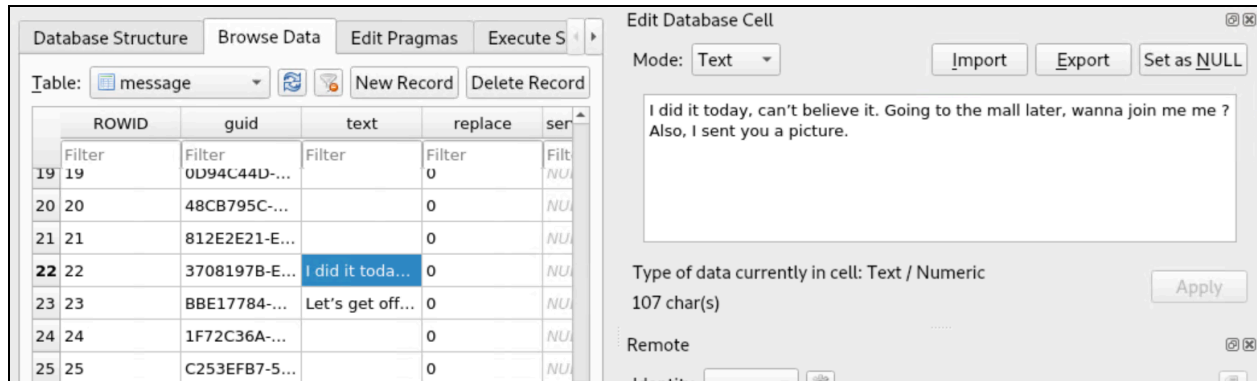 Database Structure Browse Data Edit Pragmas Execute S Edit Database Cell
Table: message New Record Delete Record Mode: Text Import Export Set as NULL
ROWID guid text replace ser
Filter Filter Filter Filter Filt
I did it today, can’t believe it. Going to the mall later, wanna join me me ?
Also, I sent you a picture.
19 19 0D94C44D-... 0 NU
20 20 48CB795C-... 0 NU
21 21 812E2E21-E... 0 NU
22 22 3708197B-E... I did it toda... 0 NU
23 23 BBE17784-... Let’s get off... 0 NU
24 24 1F72C36A-... 0 NU
25 25 C253EFB7-5... 0 NU
Type of data currently in cell: Text / Numeric
107 char(s)
Apply
Remote